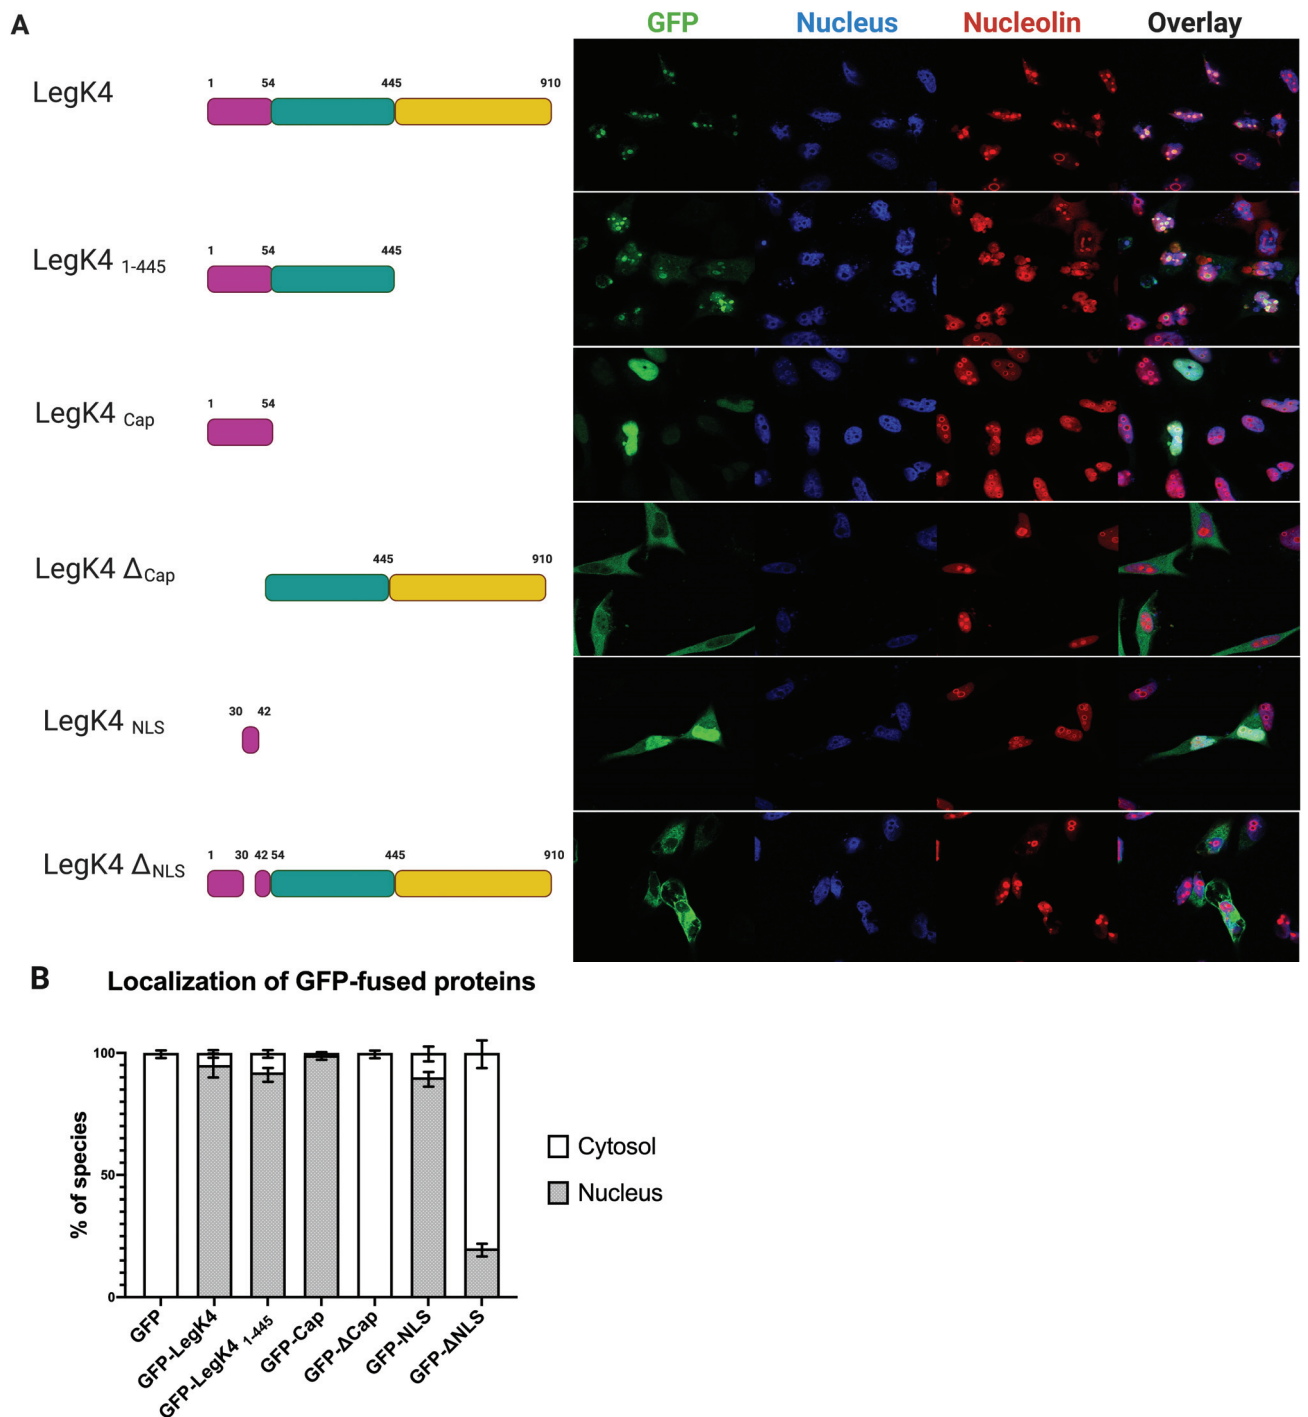 A
GFP Nucleus Nucleolin Overlay
LegK4
1 54 445 910
LegK4 1-445
1 54 445
LegK4 Cap
1 54
LegK4 ΔCap
445 910
LegK4 NLS
30 42
LegK4 ΔNLS
1 30 42 54 445 910
B Localization of GFP-fused proteins
% of species
100
50
0
GFP
GFP-LegK4
GFP-LegK4 1-445
GFP-Cap
GFP-ΔCap
GFP-NLS
GFP-ΔNLS
Cytosol
Nucleus